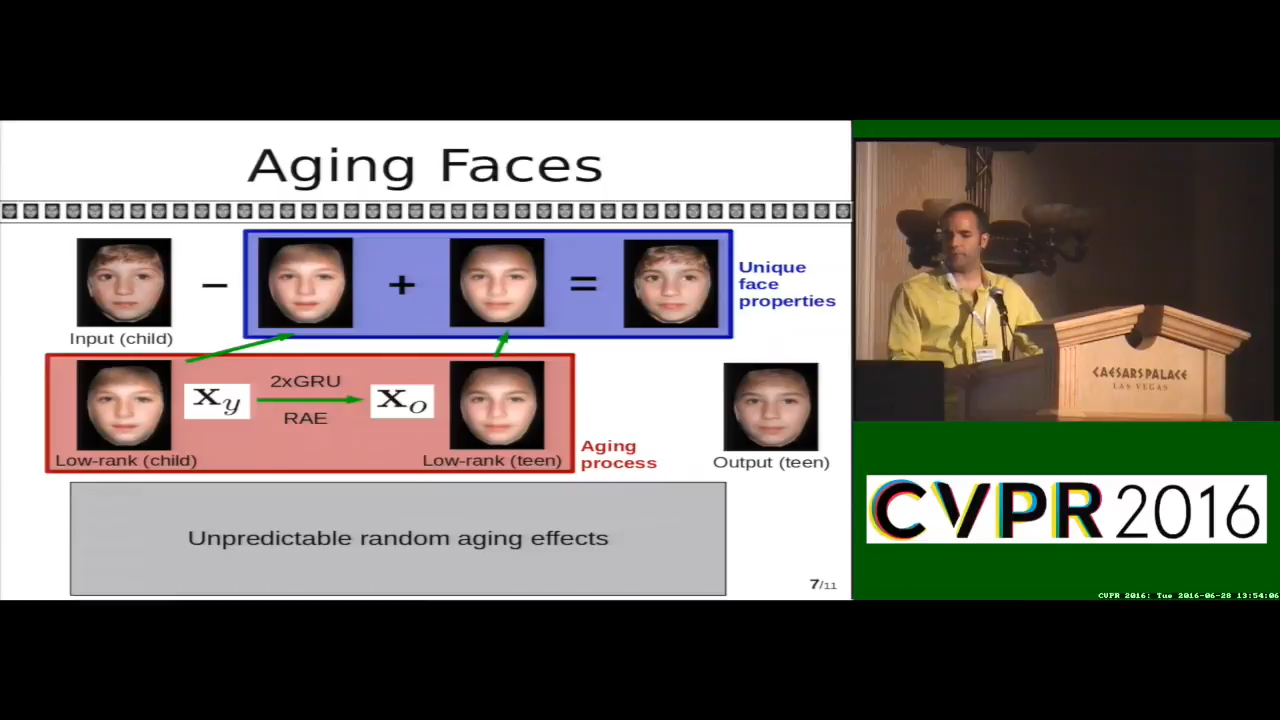 Aging Faces
–
+
=
Unique
face
properties
Input (child)
xy
2xGRU
RAE
xo
Low-rank (child)
Low-rank (teen)
Aging
process
Output (teen)
Unpredictable random aging effects
7/11
CAESARS PALACE
LAS VEGAS
CVPR 2016
CVPR 2016: Tue 2016-06-28 13:54:06